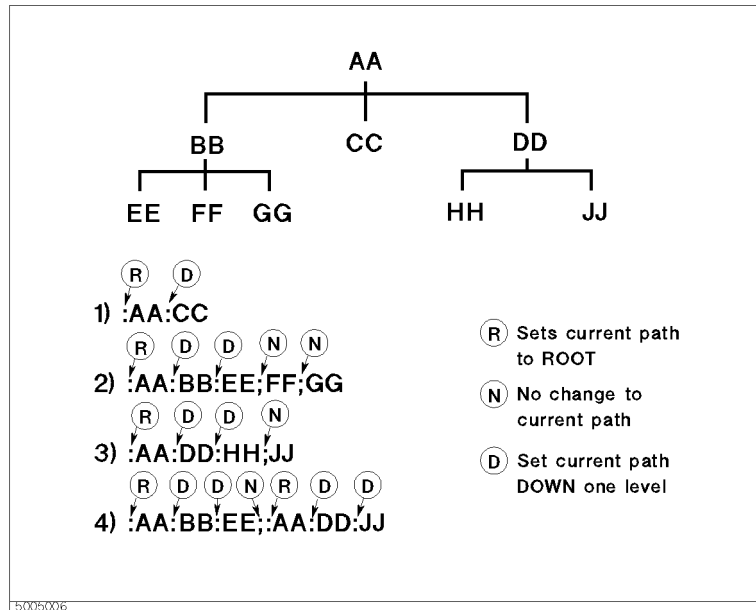 AA
BB CC DD
EE FF GG HH JJ
R D
1) :AA:CC
R D D N N
2) :AA:BB:EE;FF;GG
R D D N
3) :AA:DD:HH;JJ
R D D N R D D
4) :AA:BB:EE;:AA:DD:JJ
R Sets current path
to ROOT
N No change to
current path
D Set current path
DOWN one level
5005006